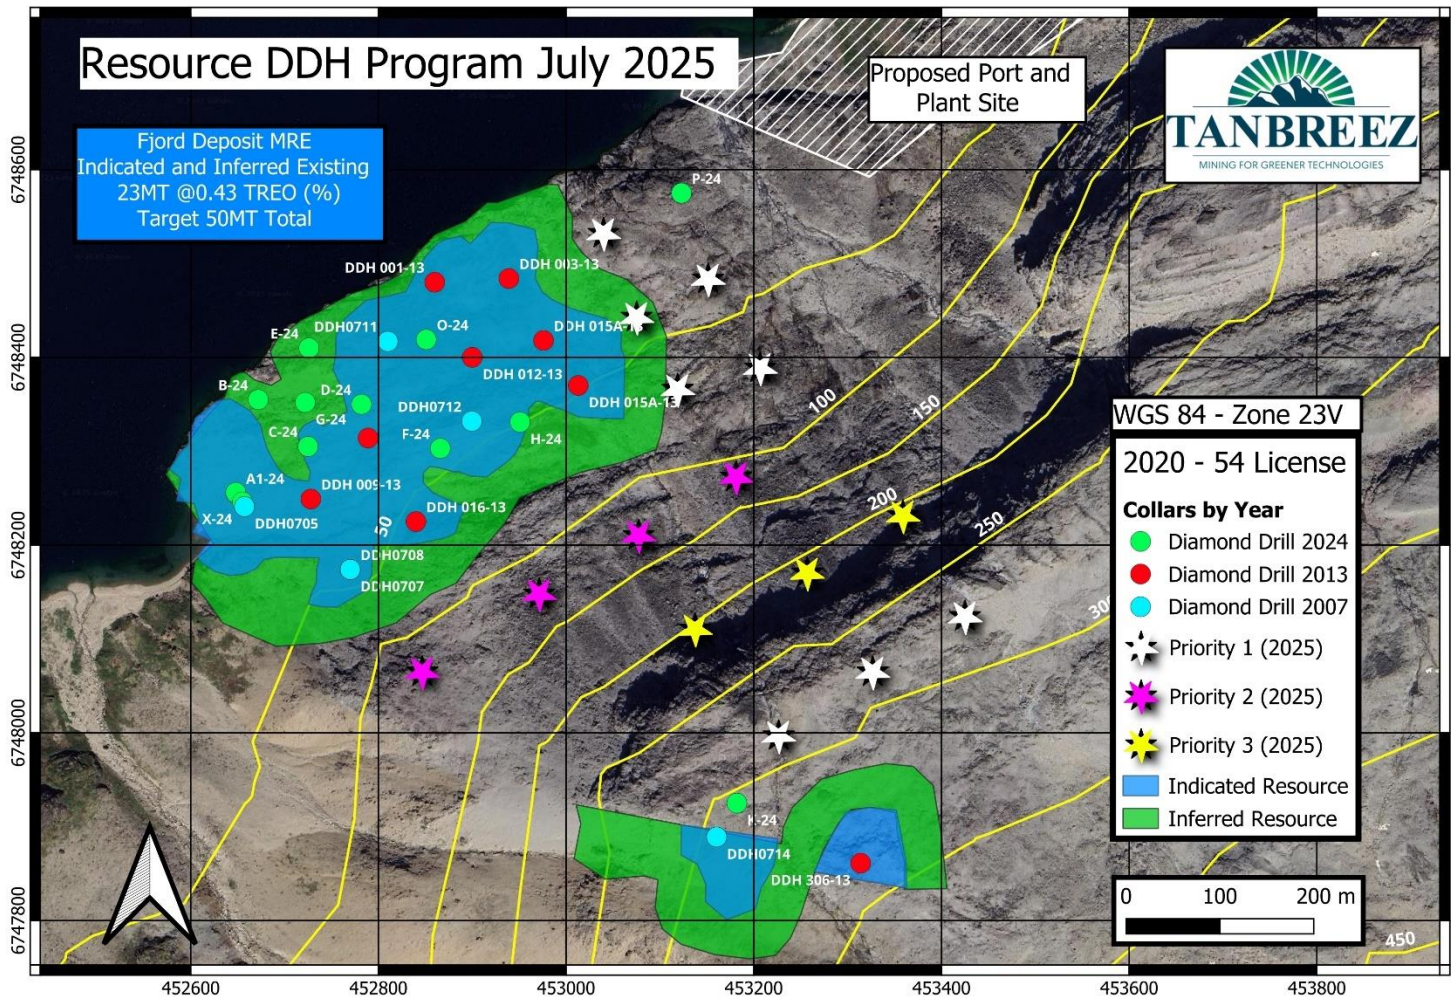 Resource DDH Program July 2025
Proposed Port and
Plant Site
TANBREEZ
MINING FOR GREENER TECHNOLOGIES
Fjord Deposit MRE
Indicated and Inferred Existing
23MT @0.43 TREO (%)
Target 50MT Total
P-24
DDH 001-13
DDH 003-13
E-24
DDH0711
O-24
DDH 015A-13
DDH 012-13
B-24
D-24
DDH 015A-13
G-24
DDH0712
C-24
F-24
H-24
A1-24
DDH 009-13
DDH 016-13
X-24
DDH0705
DDH0708
DDH0707
K-24
DDH0714
DDH 306-13
50
100
150
200
250
300
450
WGS 84 - Zone 23V
2020 - 54 License
Collars by Year
Diamond Drill 2024
Diamond Drill 2013
Diamond Drill 2007
Priority 1 (2025)
Priority 2 (2025)
Priority 3 (2025)
Indicated Resource
Inferred Resource
0 100 200 m
6748600
6748400
6748200
6748000
6747800
452600 452800 453000 453200 453400 453600 453800